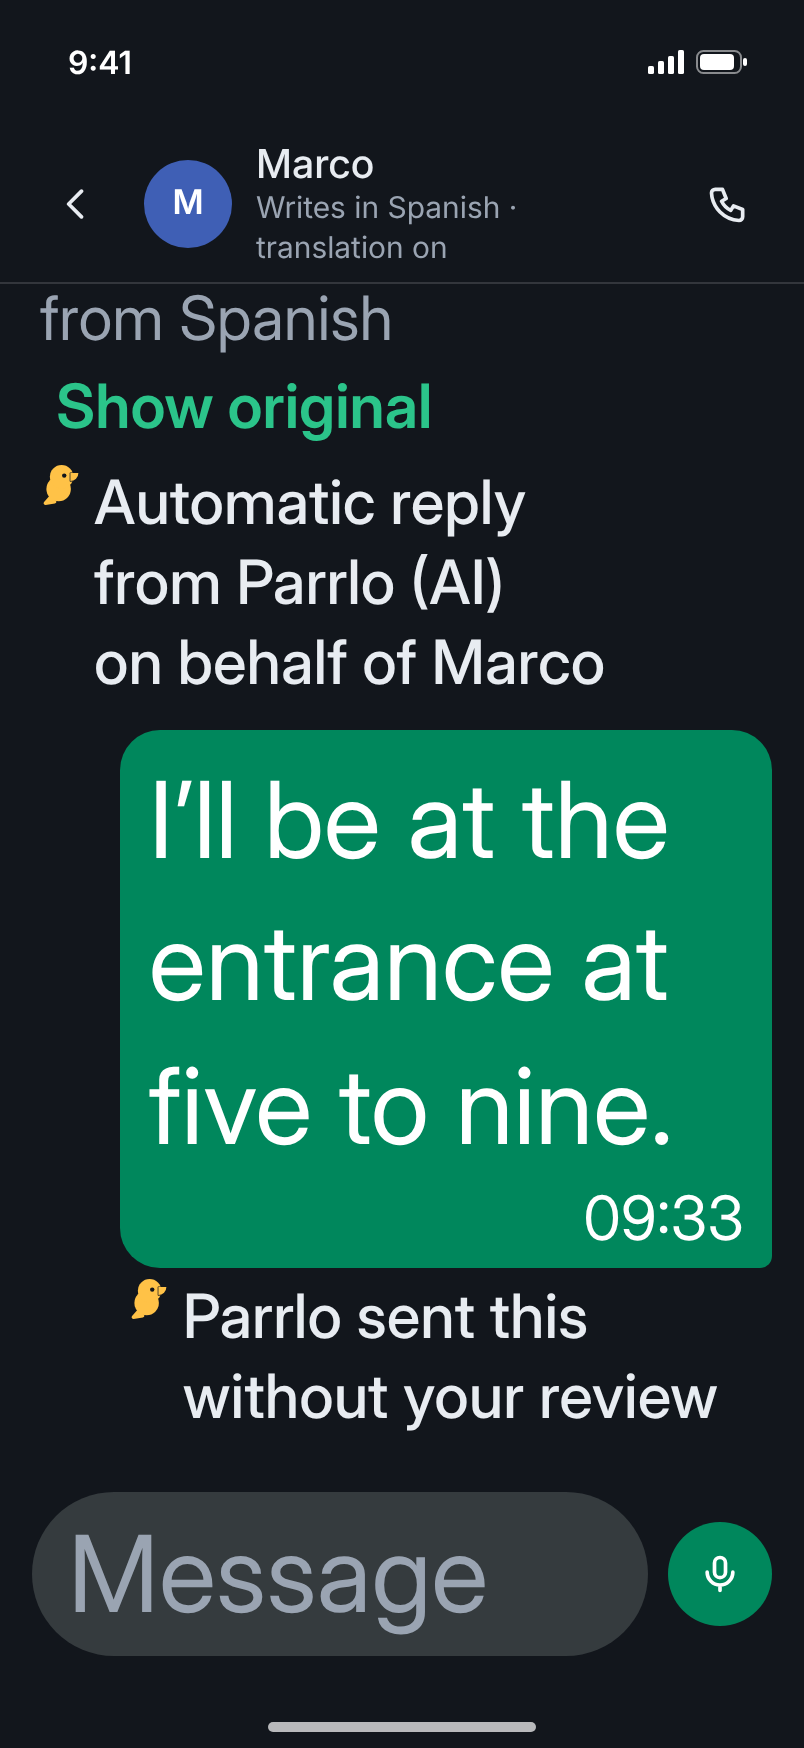 9:41
M
Marco
Writes in Spanish ·
translation on
from Spanish
Show original
Automatic reply
from Parrlo (AI)
on behalf of Marco
I’ll be at the
entrance at
five to nine.
09:33
Parrlo sent this
without your review
Message